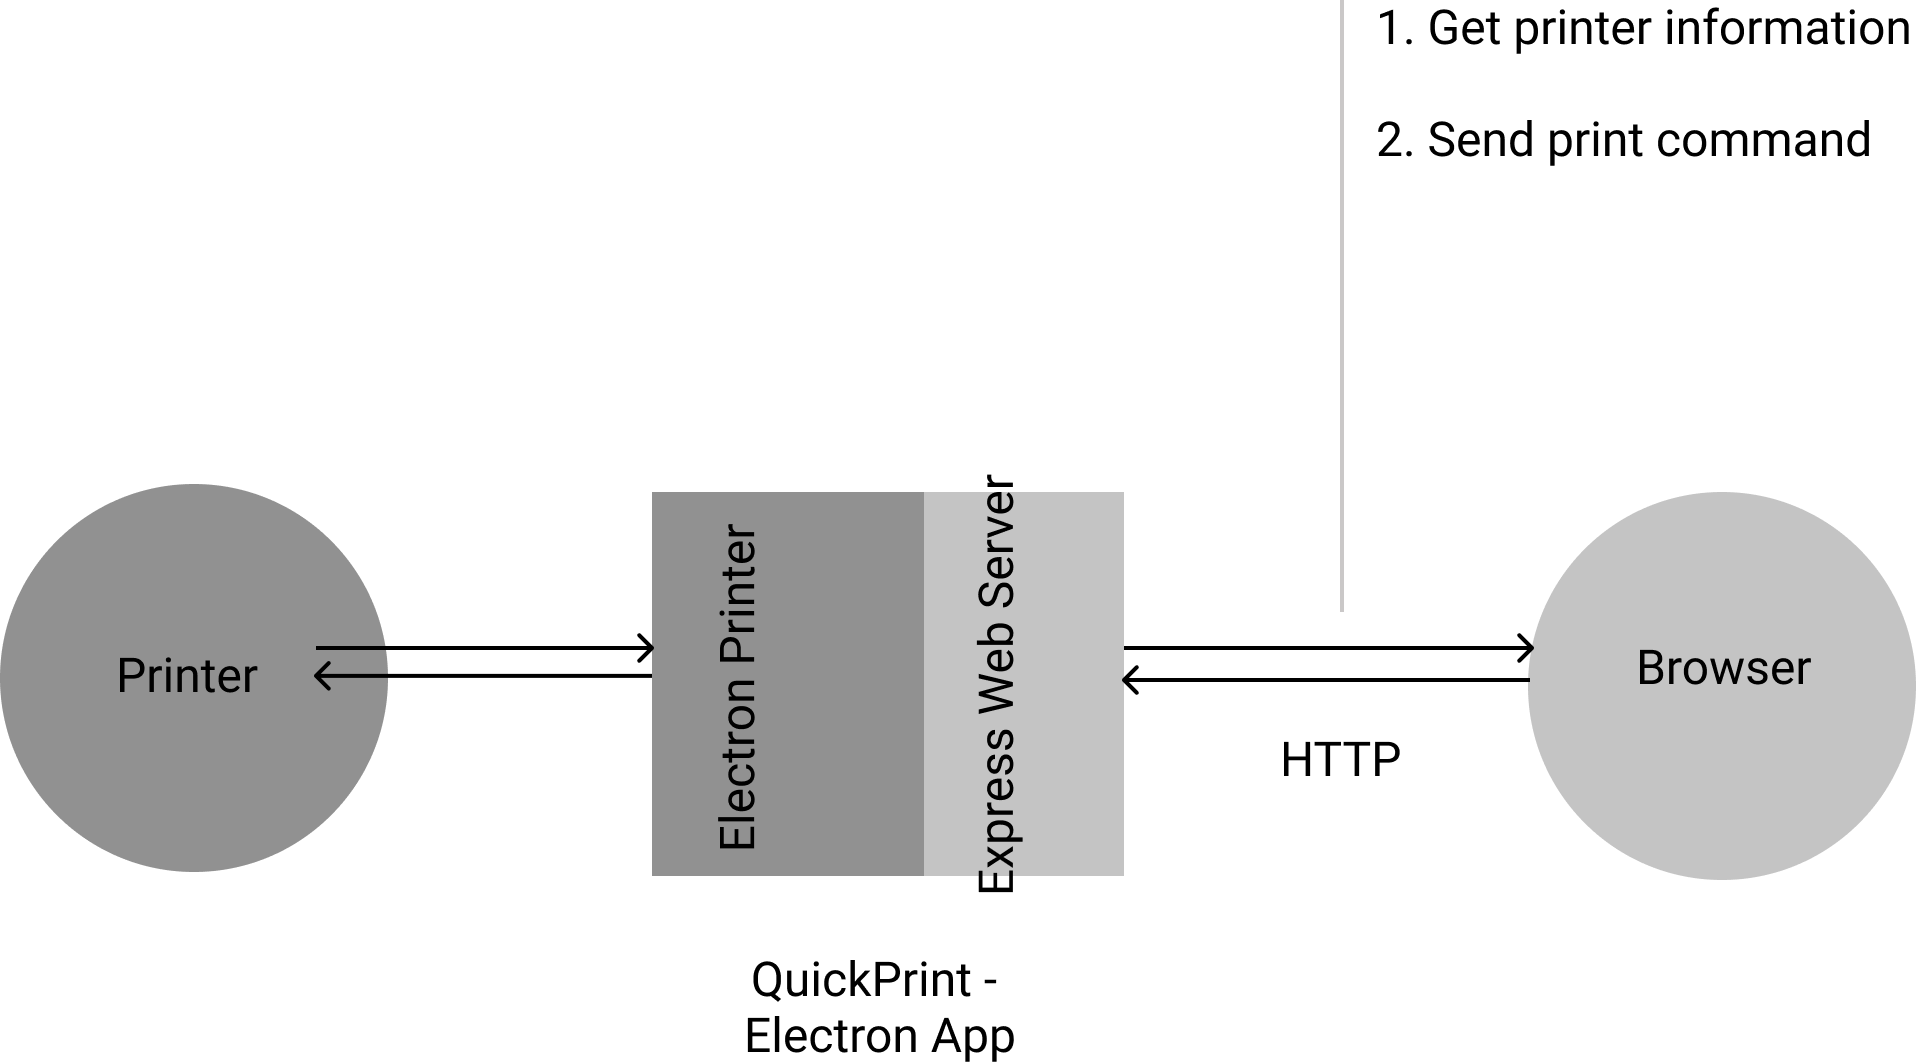 1. Get printer information
2. Send print command
Printer
Electron Printer
Express Web Server
Browser
HTTP
QuickPrint -
Electron App